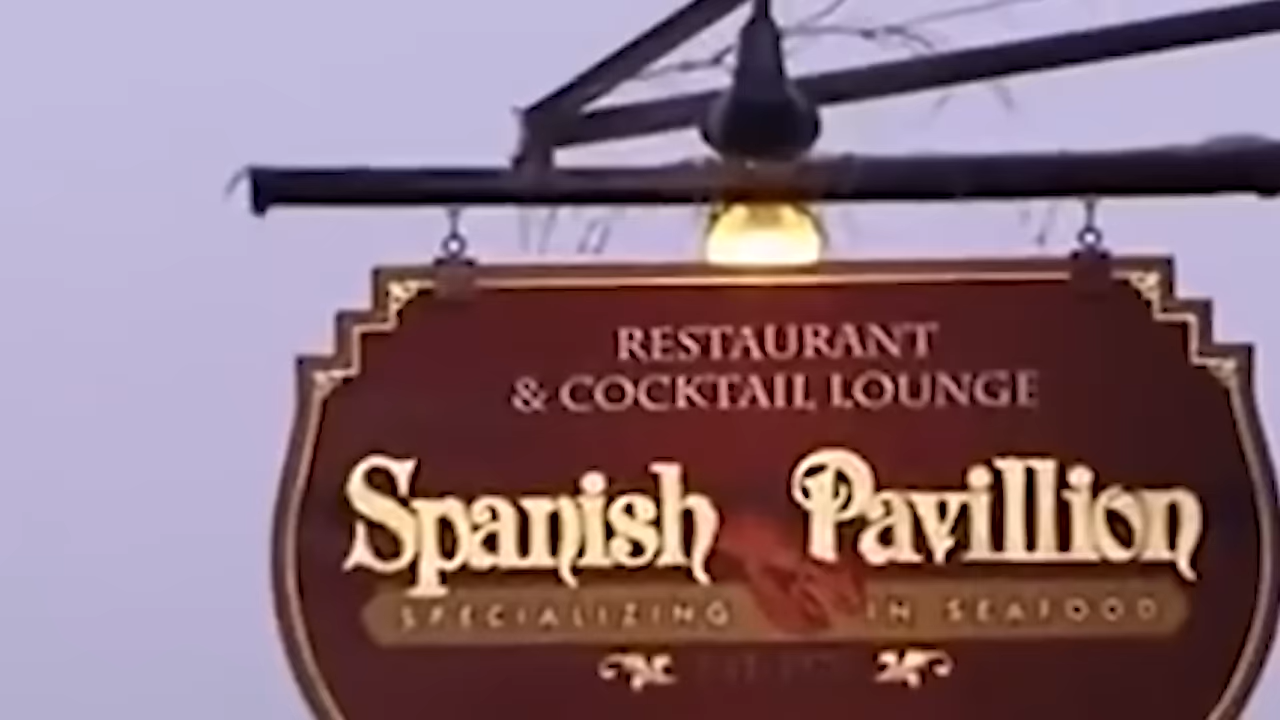 RESTAURANT
& COCKTAIL LOUNGE
Spanish Pavillion
SPECIALIZING IN SEAFOOD